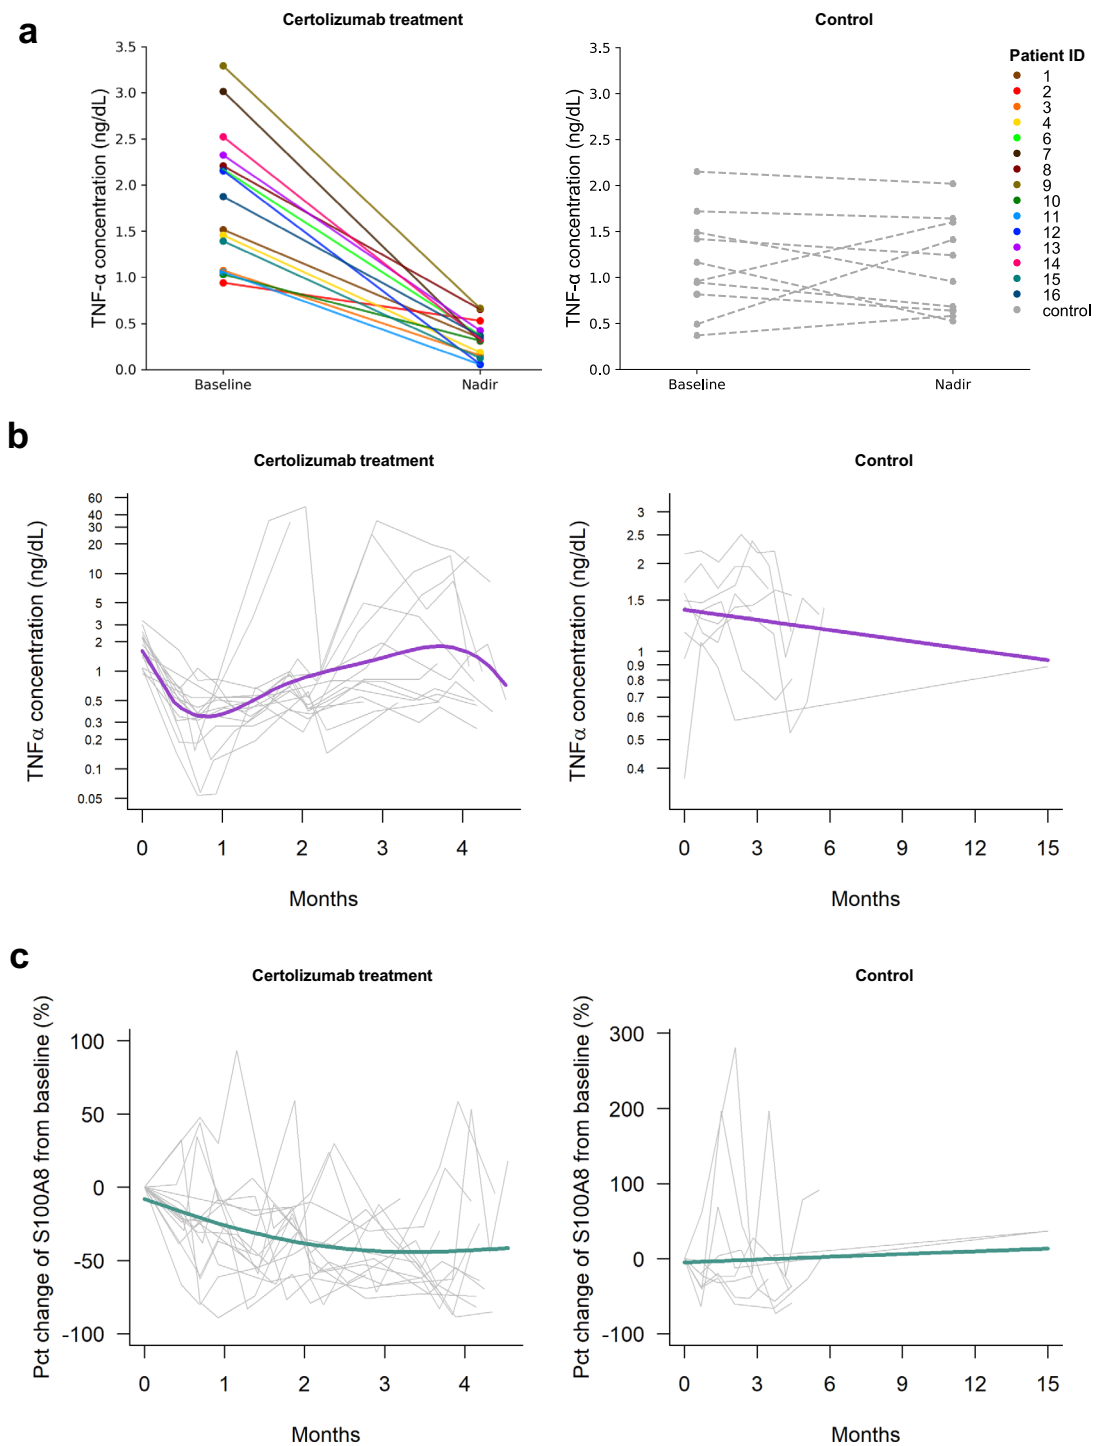 a
Certolizumab treatment
Control
TNF-α concentration (ng/dL)
3.5
3.0
2.5
2.0
1.5
1.0
0.5
0.0
Baseline
Nadir
TNF-α concentration (ng/dL)
3.5
3.0
2.5
2.0
1.5
1.0
0.5
0.0
Baseline
Nadir
Patient ID
1
2
3
4
6
7
8
9
10
11
12
13
14
15
16
control
b
Certolizumab treatment
Control
TNFα concentration (ng/dL)
60
40
30
20
10
5
3
2
1
0.5
0.3
0.2
0.1
0.05
0 1 2 3 4
Months
TNFα concentration (ng/dL)
3
2.5
2
1.5
1
0.9
0.8
0.7
0.6
0.5
0.4
0 3 6 9 12 15
Months
c
Certolizumab treatment
Control
Pct change of S100A8 from baseline (%)
100
50
0
-50
-100
0 1 2 3 4
Months
Pct change of S100A8 from baseline (%)
300
200
100
0
-100
0 3 6 9 12 15
Months